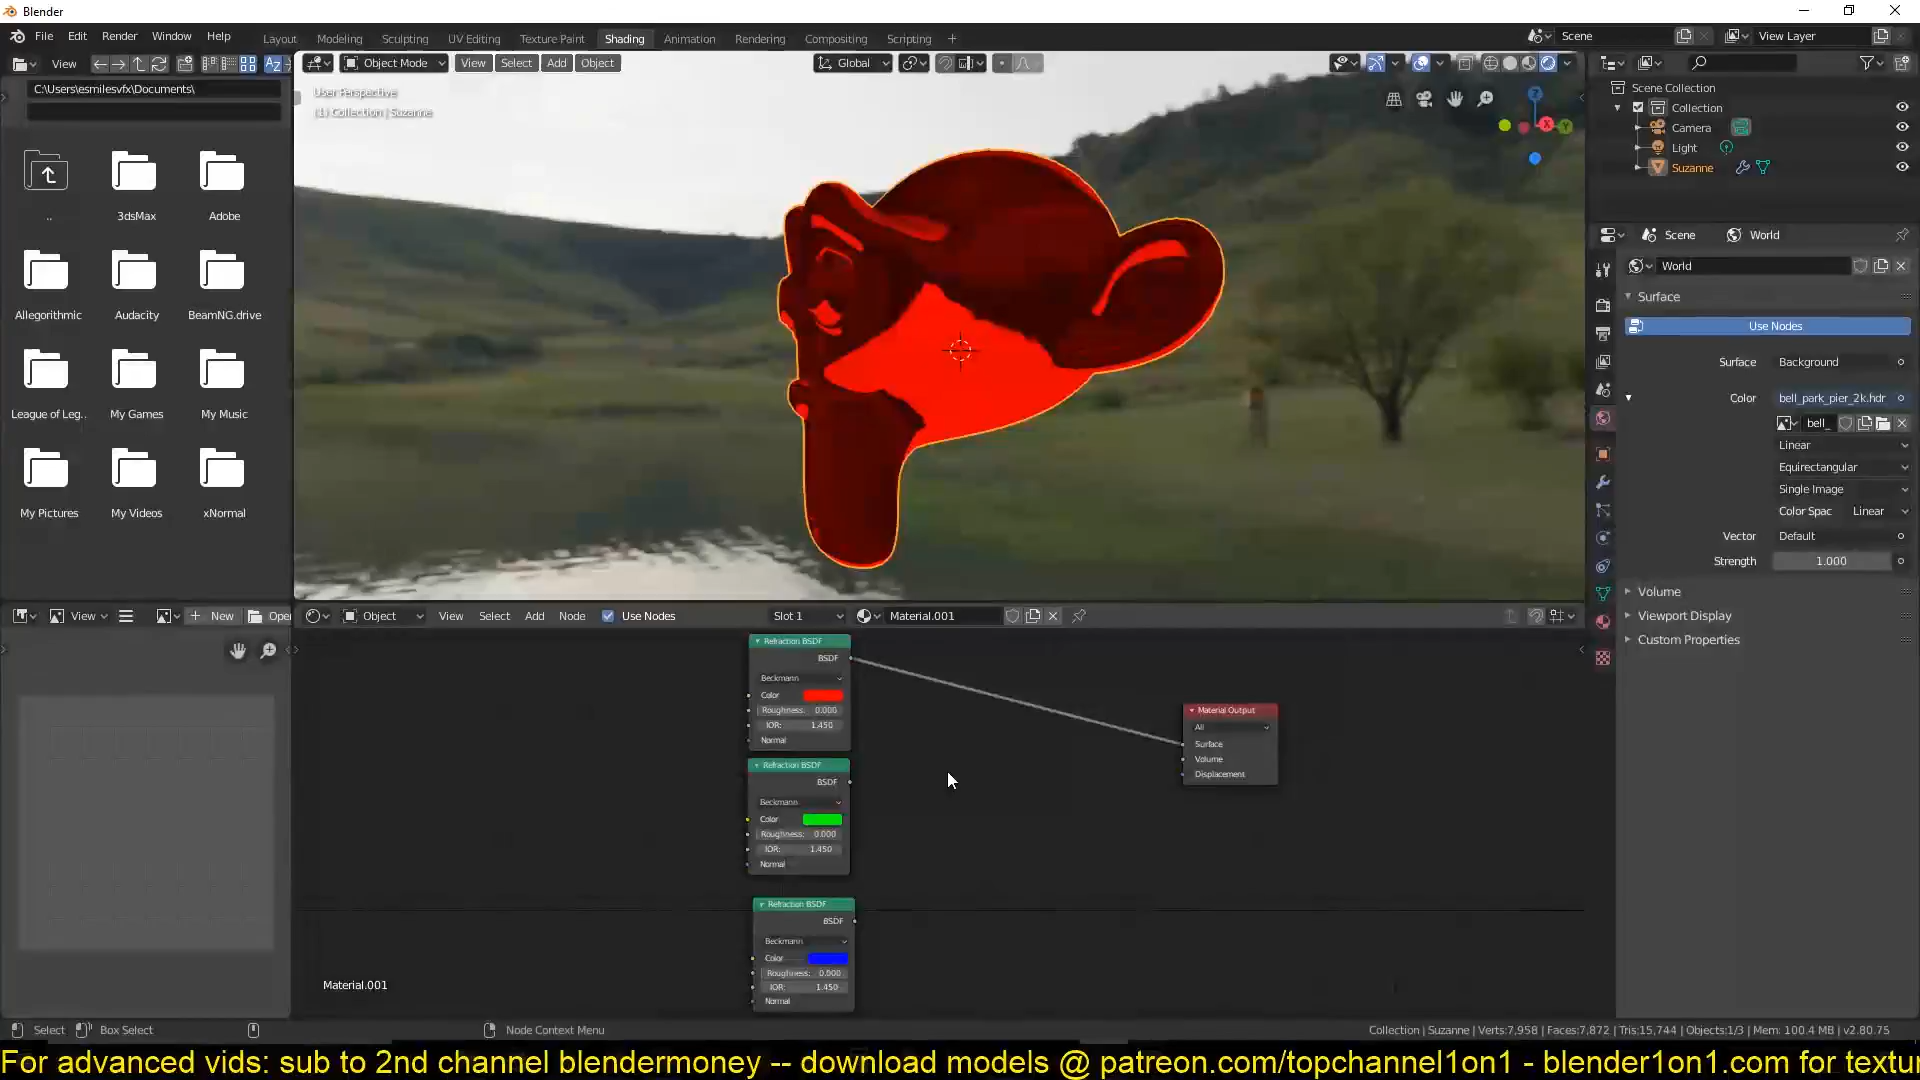 Blender
File Edit Render Window Help
Layout Modeling Sculpting UV Editing Texture Paint Shading Animation Rendering Compositing Scripting +
Scene View Layer
View
Object Mode View Select Add Object Global
C:\Users\esmilesvfx\Documents\
.. 3dsMax Adobe
Allegorithmic Audacity BeamNG.drive
League of Leg.. My Games My Music
My Pictures My Videos xNormal
User Perspective
(1) Collection | Suzanne
Z X Y
Scene Collection
Collection
Camera
Light
Suzanne
Scene World
World
Surface
Use Nodes
Surface Background
Color bell_park_pier_2k.hdr
bell_
Linear
Equirectangular
Single Image
Color Spac Linear
Vector Default
Strength 1.000
Volume
Viewport Display
Custom Properties
View New Open
Object View Select Add Node Use Nodes Slot 1 Material.001
Refraction BSDF
BSDF
Beckmann
Color
Roughness: 0.000
IOR: 1.450
Normal
Refraction BSDF
BSDF
Beckmann
Color
Roughness: 0.000
IOR: 1.450
Normal
Refraction BSDF
BSDF
Beckmann
Color
Roughness: 0.000
IOR: 1.450
Normal
Material Output
All
Surface
Volume
Displacement
Material.001
Select Box Select Node Context Menu
Collection | Suzanne | Verts:7,958 | Faces:7,872 | Tris:15,744 | Objects:1/3 | Mem: 100.4 MB | v2.80.75
For advanced vids: sub to 2nd channel blendermoney -- download models @ patreon.com/topchannel1on1 - blender1on1.com for textur